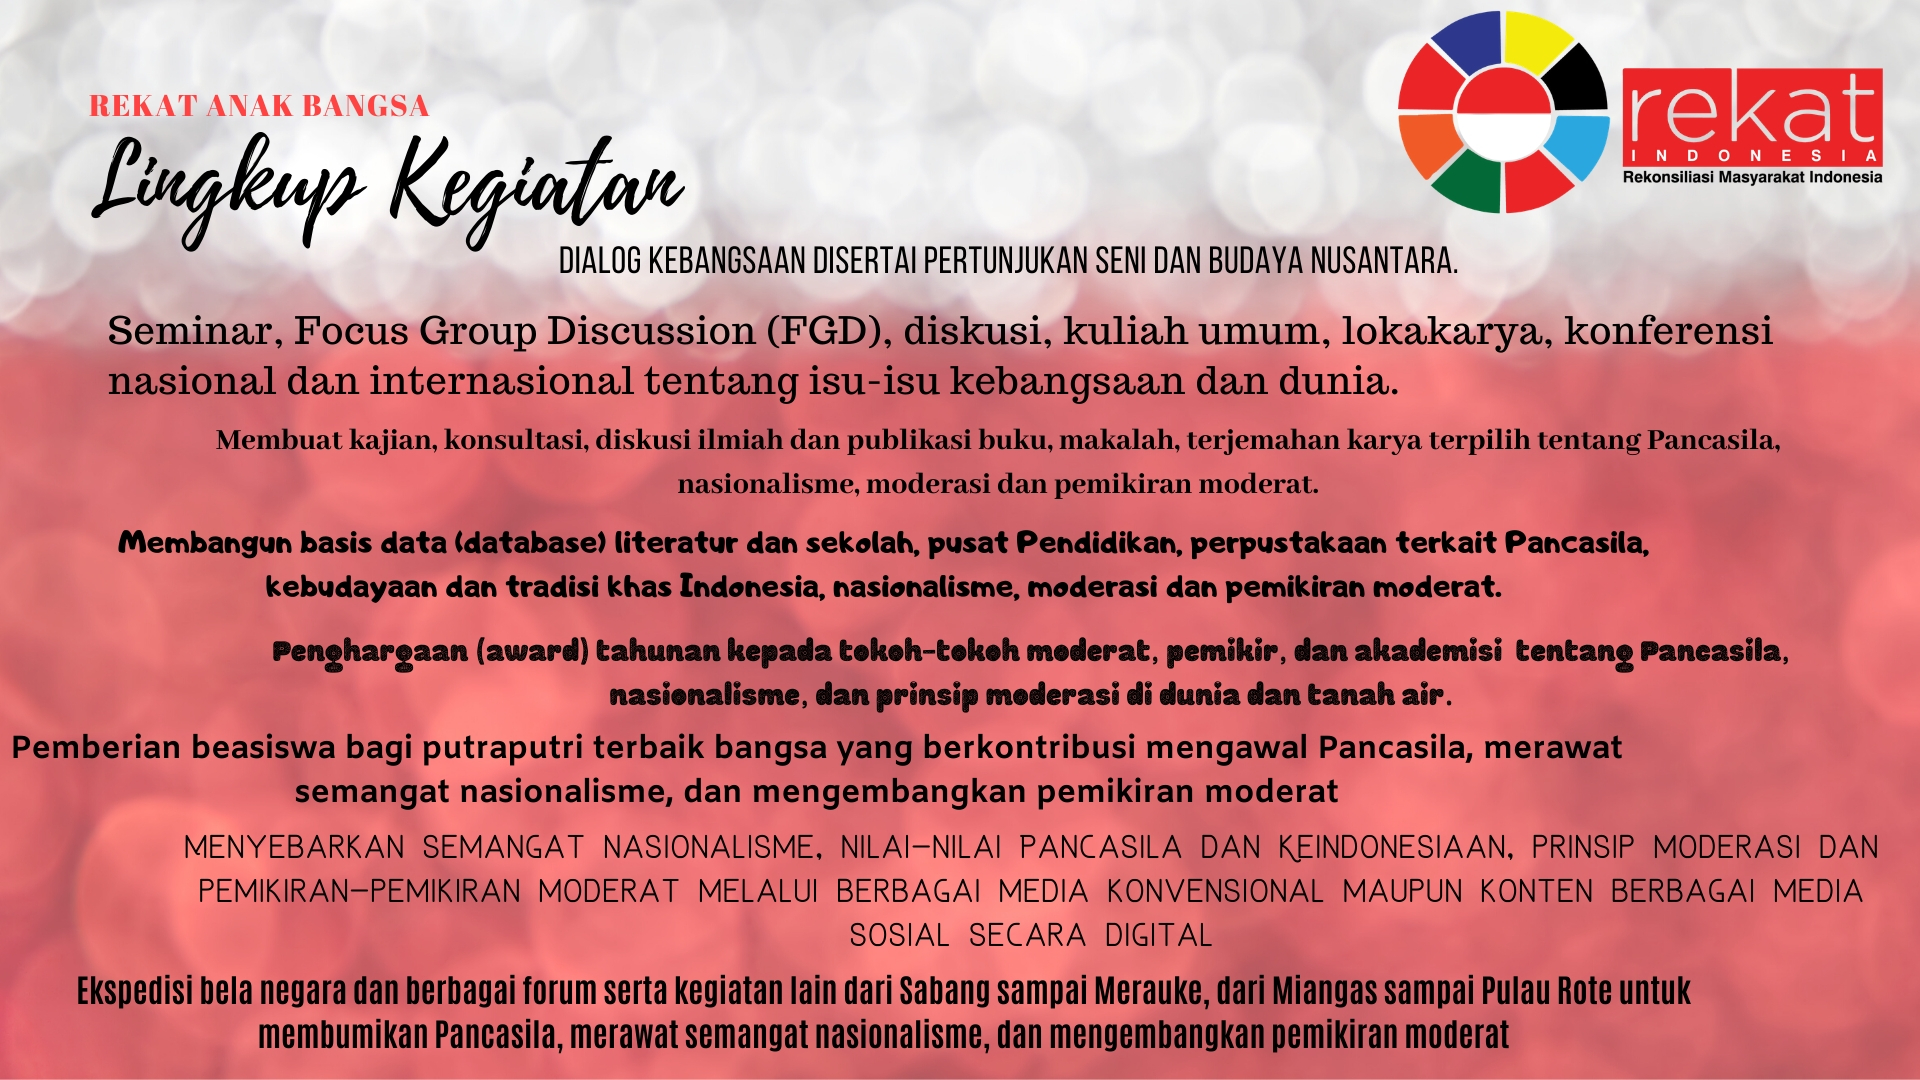 REKAT ANAK BANGSA
Lingkup Kegiatan
rekat
INDONESIA
Rekonsiliasi Masyarakat Indonesia
DIALOG KEBANGSAAN DISERTAI PERTUNJUKAN SENI DAN BUDAYA NUSANTARA.
Seminar, Focus Group Discussion (FGD), diskusi, kuliah umum, lokakarya, konferensi
nasional dan internasional tentang isu-isu kebangsaan dan dunia.
Membuat kajian, konsultasi, diskusi ilmiah dan publikasi buku, makalah, terjemahan karya terpilih tentang Pancasila,
nasionalisme, moderasi dan pemikiran moderat.
Membangun basis data (database) literatur dan sekolah, pusat Pendidikan, perpustakaan terkait Pancasila,
kebudayaan dan tradisi khas Indonesia, nasionalisme, moderasi dan pemikiran moderat.
Penghargaan (award) tahunan kepada tokoh-tokoh moderat, pemikir, dan akademisi tentang Pancasila,
nasionalisme, dan prinsip moderasi di dunia dan tanah air.
Pemberian beasiswa bagi putraputri terbaik bangsa yang berkontribusi mengawal Pancasila, merawat
semangat nasionalisme, dan mengembangkan pemikiran moderat
MENYEBARKAN SEMANGAT NASIONALISME, NILAI-NILAI PANCASILA DAN KEINDONESIAAN, PRINSIP MODERASI DAN
PEMIKIRAN-PEMIKIRAN MODERAT MELALUI BERBAGAI MEDIA KONVENSIONAL MAUPUN KONTEN BERBAGAI MEDIA
SOSIAL SECARA DIGITAL
Ekspedisi bela negara dan berbagai forum serta kegiatan lain dari Sabang sampai Merauke, dari Miangas sampai Pulau Rote untuk
membumikan Pancasila, merawat semangat nasionalisme, dan mengembangkan pemikiran moderat